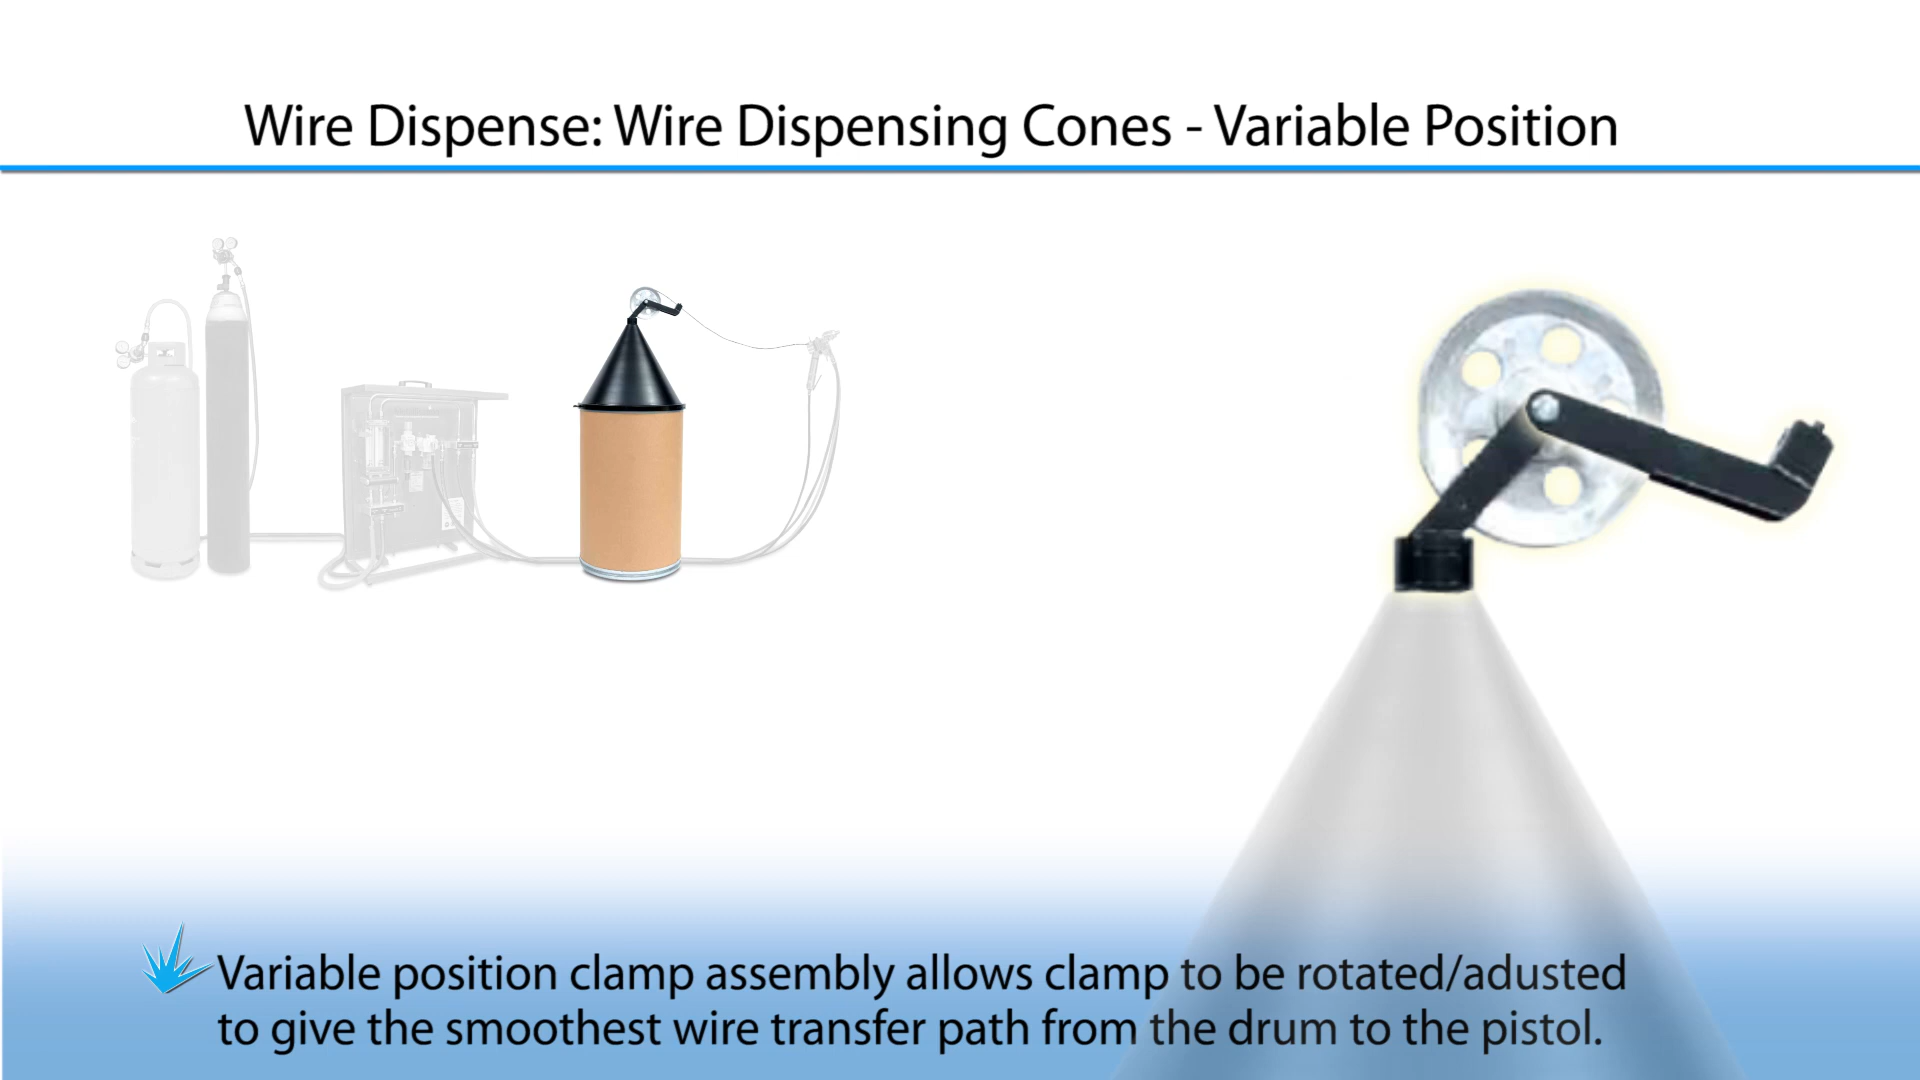 Wire Dispense: Wire Dispensing Cones - Variable Position
Variable position clamp assembly allows clamp to be rotated/adusted
to give the smoothest wire transfer path from the drum to the pistol.